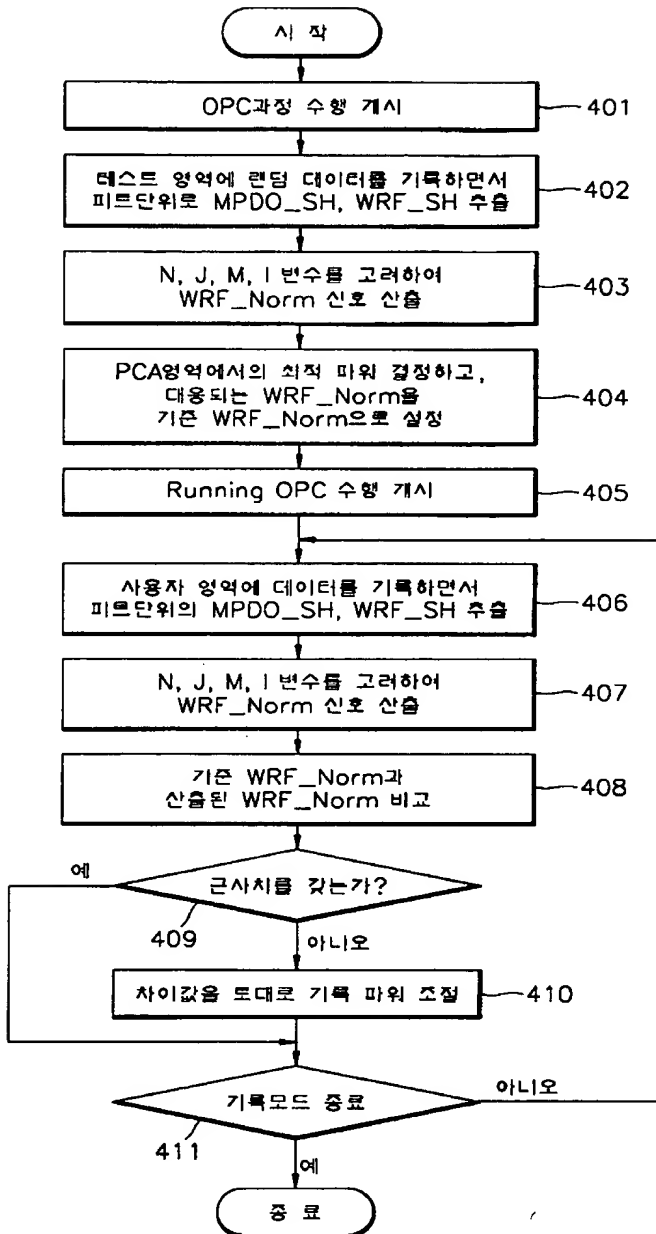 시 작
OPC과정 수행 개시
401
테스트 영역에 랜덤 데이터를 기록하면서
피트단위로 MPDO_SH, WRF_SH 추출
402
N, J, M, I 변수를 고려하여
WRF_Norm 신호 산출
403
PCA영역에서의 최적 파워 결정하고,
대응되는 WRF_Norm을
기준 WRF_Norm으로 설정
404
Running OPC 수행 개시
405
사용자 영역에 데이터를 기록하면서
피트단위의 MPDO_SH, WRF_SH 추출
406
N, J, M, I 변수를 고려하여
WRF_Norm 신호 산출
407
기준 WRF_Norm과
산출된 WRF_Norm 비교
408
예
근사치를 갖는가?
409
아니오
차이값을 토대로 기록 파워 조절
410
기록모드 종료
아니오
411
예
종 료